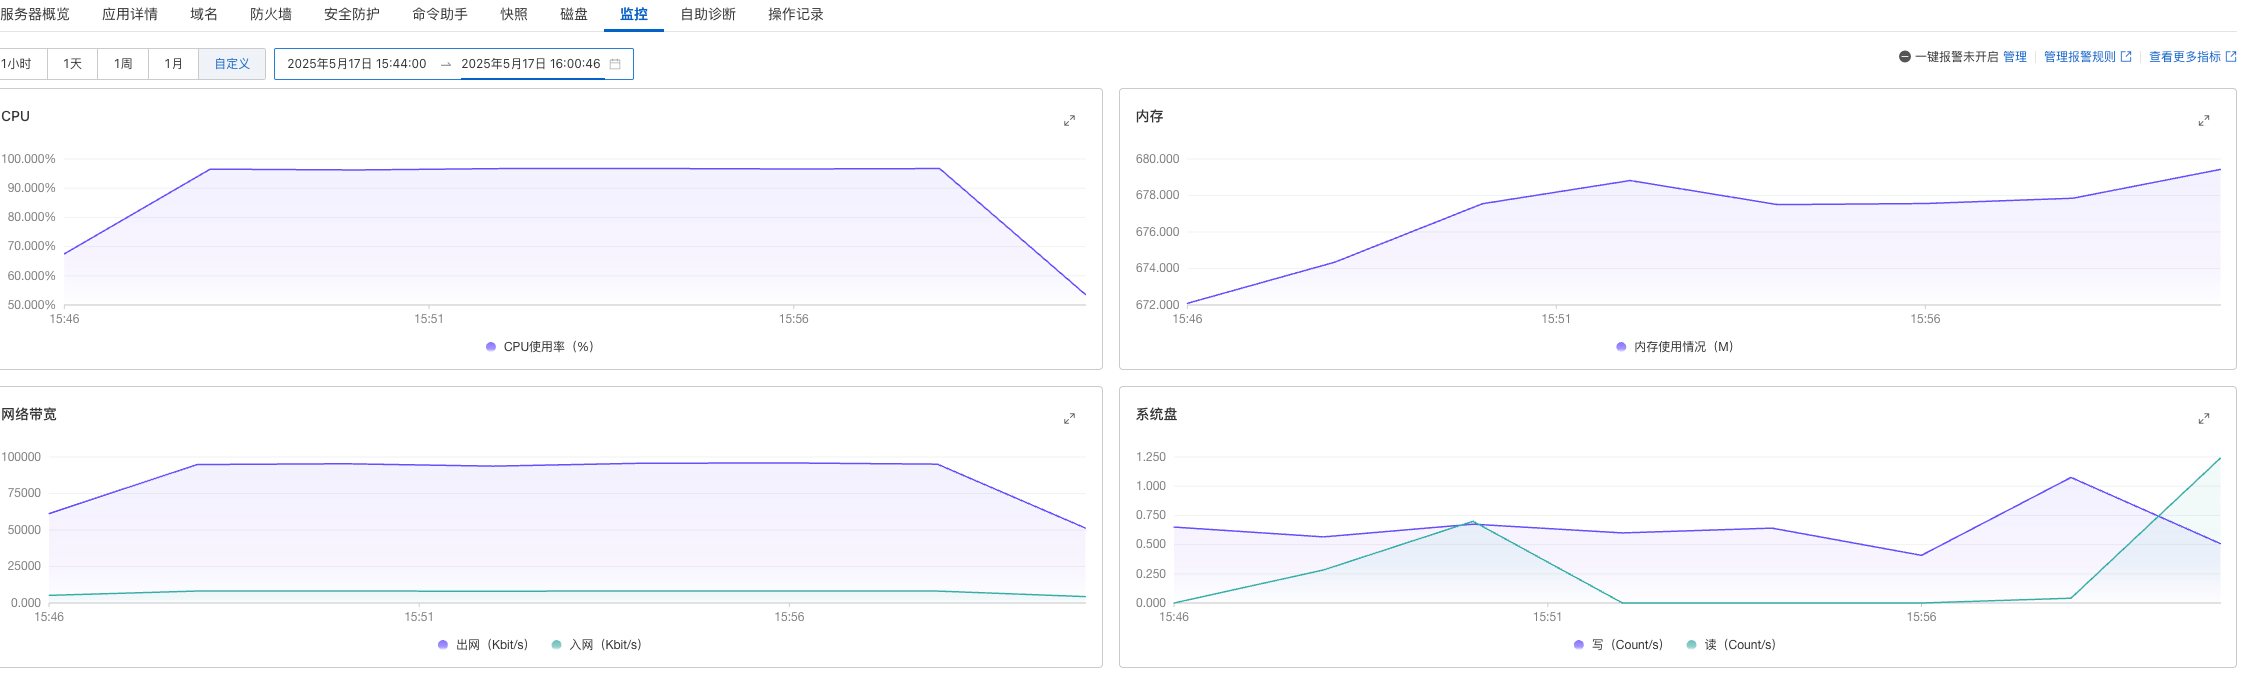 服务器概览 应用详情 域名 防火墙 安全防护 命令助手 快照 磁盘 监控 自助诊断 操作记录
1小时 1天 1周 1月 自定义 2025年5月17日 15:44:00 2025年5月17日 16:00:46 一键报警未开启 管理 管理报警规则 查看更多指标
CPU
100.000%
90.000%
80.000%
70.000%
60.000%
50.000%
15:46 15:51 15:56
CPU使用率（%）
内存
680.000
678.000
676.000
674.000
672.000
15:46 15:51 15:56
内存使用情况（M）
网络带宽
100000
75000
50000
25000
0.000
15:46 15:51 15:56
出网（Kbit/s） 入网（Kbit/s）
系统盘
1.250
1.000
0.750
0.500
0.250
0.000
15:46 15:51 15:56
写（Count/s） 读（Count/s）